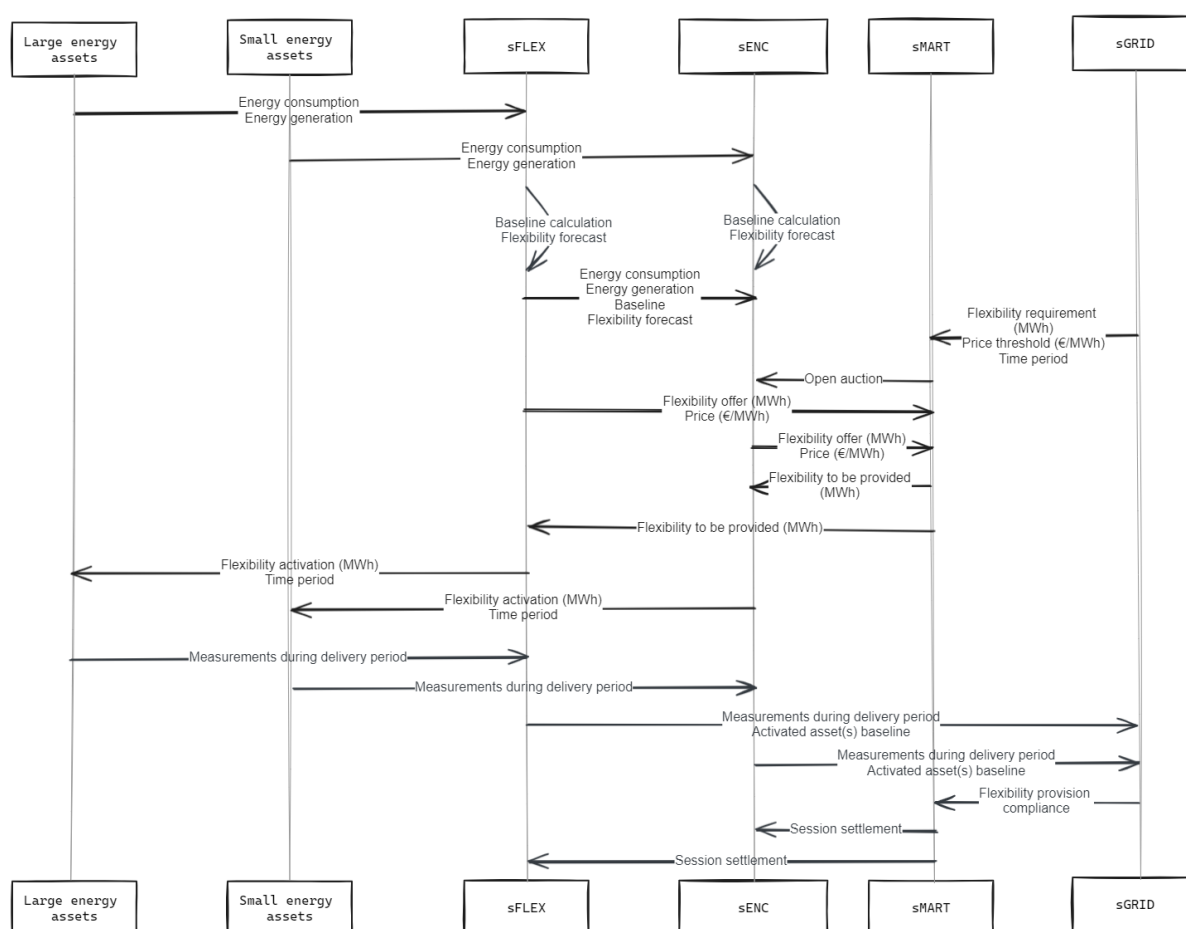 Large energy
assets
Small energy
assets
sFLEX
sENC
sMART
sGRID
Energy consumption
Energy generation
Energy consumption
Energy generation
Baseline calculation
Flexibility forecast
Baseline calculation
Flexibility forecast
Energy consumption
Energy generation
Baseline
Flexibility forecast
Flexibility requirement
(MWh)
Price threshold (€/MWh)
Time period
Open auction
Flexibility offer (MWh)
Price (€/MWh)
Flexibility offer (MWh)
Price (€/MWh)
Flexibility to be provided
(MWh)
Flexibility to be provided (MWh)
Flexibility activation (MWh)
Time period
Flexibility activation (MWh)
Time period
Measurements during delivery period
Measurements during delivery period
Measurements during delivery period
Activated asset(s) baseline
Measurements during delivery period
Activated asset(s) baseline
Flexibility provision
compliance
Session settlement
Session settlement
Large energy
assets
Small energy
assets
sFLEX
sENC
sMART
sGRID